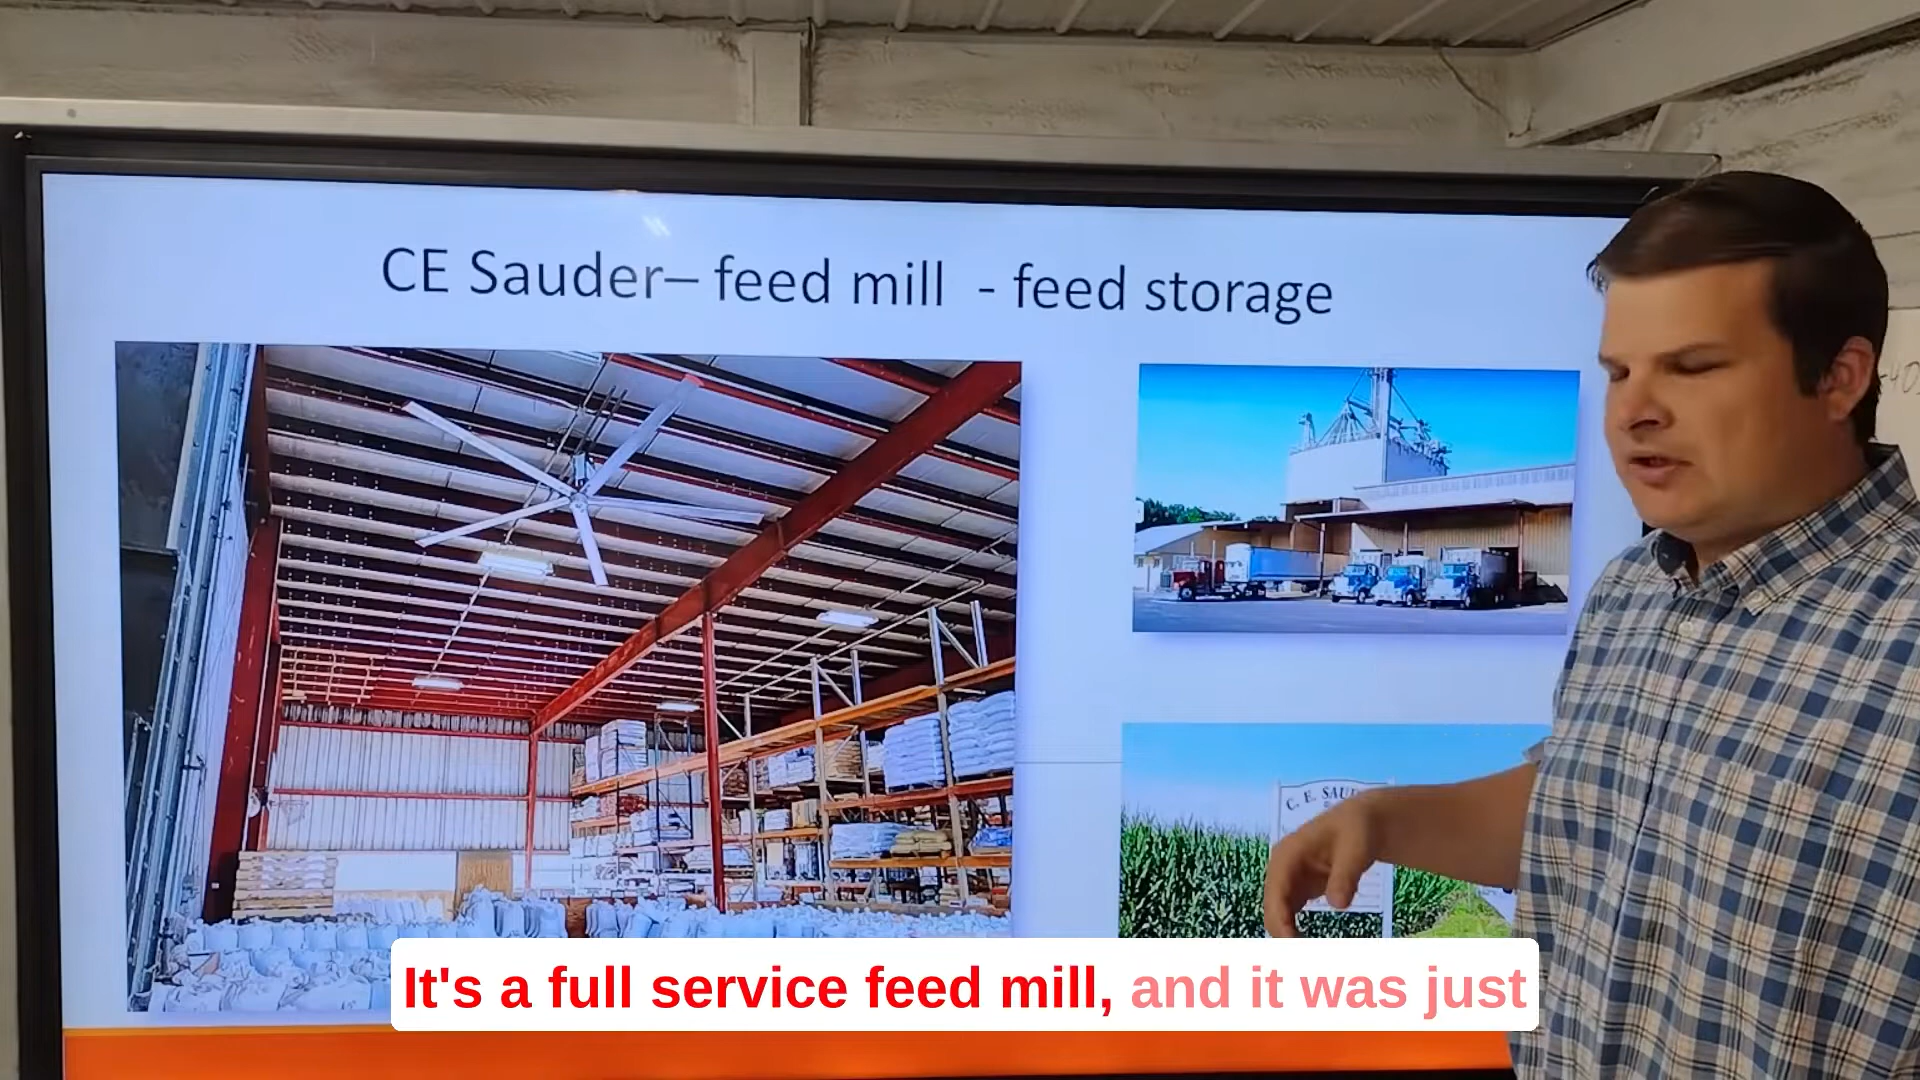 CE Sauder– feed mill - feed storage
C. E.
It's a full service feed mill, and it was just